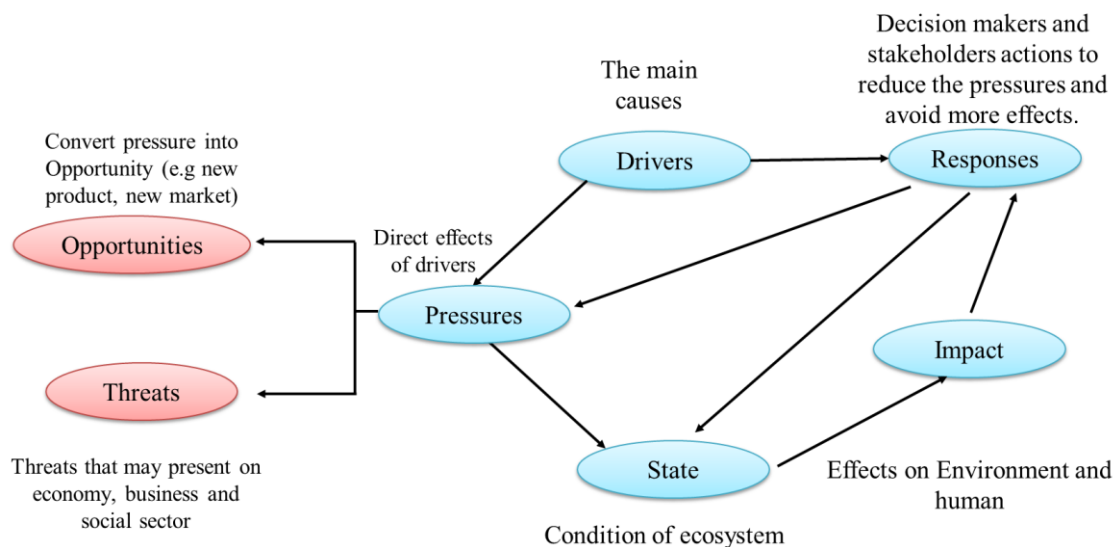 Decision makers and
stakeholders actions to
reduce the pressures and
avoid more effects.
The main
causes
Convert pressure into
Opportunity (e.g new
product, new market)
Drivers
Responses
Opportunities
Direct effects
of drivers
Pressures
Impact
Threats
Threats that may present on
economy, business and
social sector
State
Effects on Environment and
human
Condition of ecosystem